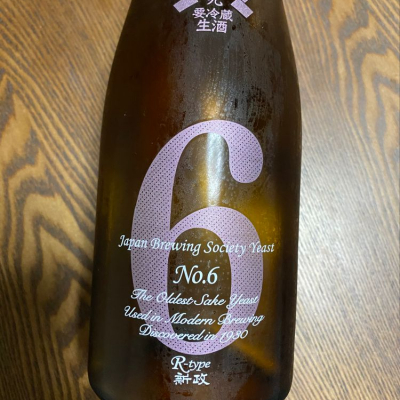 要冷蔵
生酒
6
Japan Brewing Society Yeast
No.6
The Oldest Sake Yeast
Used in Modern Brewing
Discovered in 1930
R-type
新政